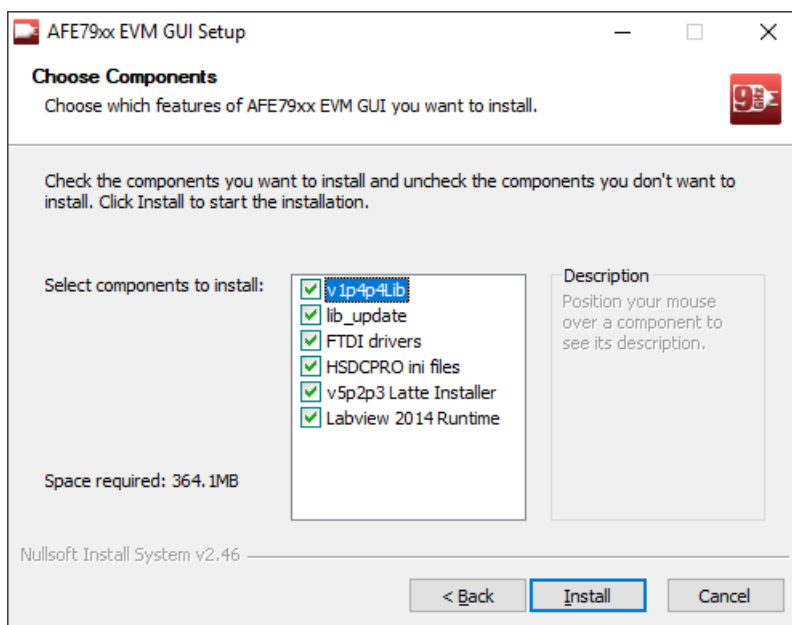 AFE79xx EVM GUI Setup
Choose Components
Choose which features of AFE79xx EVM GUI you want to install.
9
GHz
Check the components you want to install and uncheck the components you don't want to
install. Click Install to start the installation.
Select components to install:
v1p4p4Lib
lib_update
FTDI drivers
HSDCPRO ini files
v5p2p3 Latte Installer
Labview 2014 Runtime
Description
Position your mouse
over a component to
see its description.
Space required: 364.1MB
Nullsoft Install System v2.46
< Back
Install
Cancel